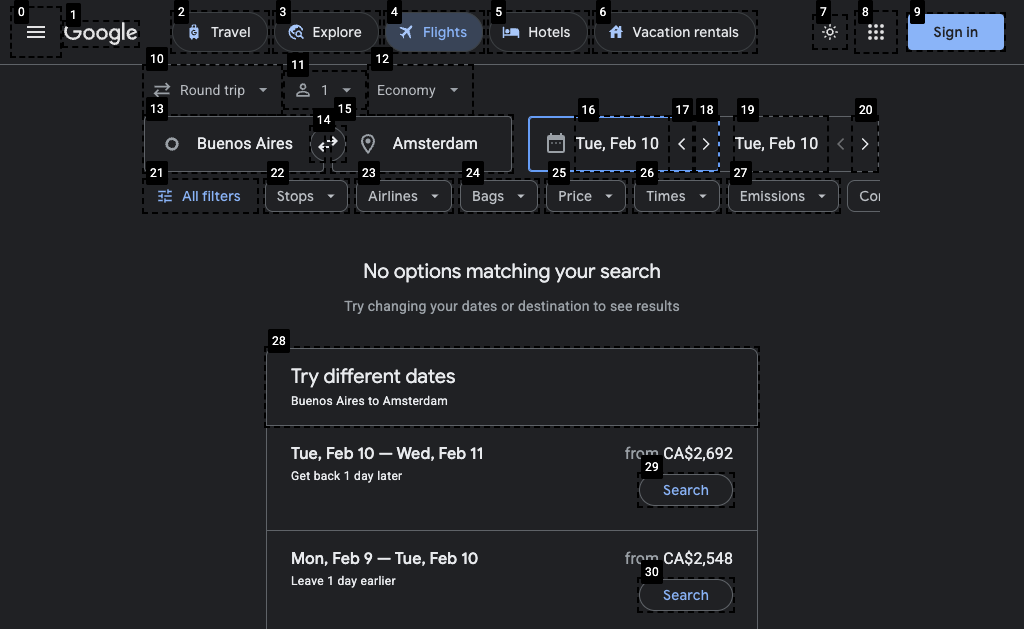 0 1 2 3 4 5 6 7 8 9
Google Travel Explore Flights Hotels Vacation rentals Sign in
10 11 12
Round trip 1 Economy
13 14 15 16 17 18 19 20
Buenos Aires Amsterdam Tue, Feb 10 Tue, Feb 10
21 22 23 24 25 26 27
All filters Stops Airlines Bags Price Times Emissions
No options matching your search
Try changing your dates or destination to see results
28
Try different dates
Buenos Aires to Amsterdam
Tue, Feb 10 — Wed, Feb 11 from CA$2,692
Get back 1 day later
29
Search
Mon, Feb 9 — Tue, Feb 10 from CA$2,548
Leave 1 day earlier
30
Search